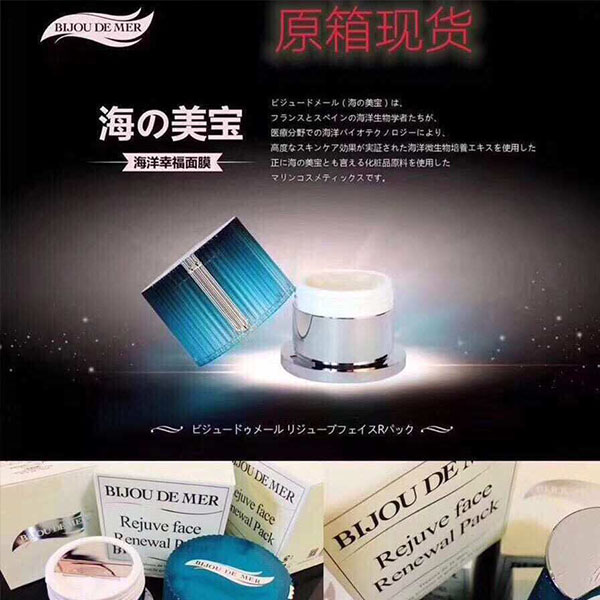 BIJOU DE MER
原箱现货
海の美宝
海洋幸福面膜
ビジュードメール（海の美宝）は、
フランスとスペインの海洋生物学者たちが、
医療分野での海洋バイオテクノロジーにより、
高度なスキンケア効果が実証された海洋微生物培養エキスを使用した
正に海の美宝とも言える化粧品原料を使用した
マリンコスメティックスです。
ビジュードゥメール リジューブフェイスRパック
BIJOU DE MER
Rejuve face
Renewal Pack
BIJOU DE MER
BIJOU DE MER
Rejuve face
Renewal Pack